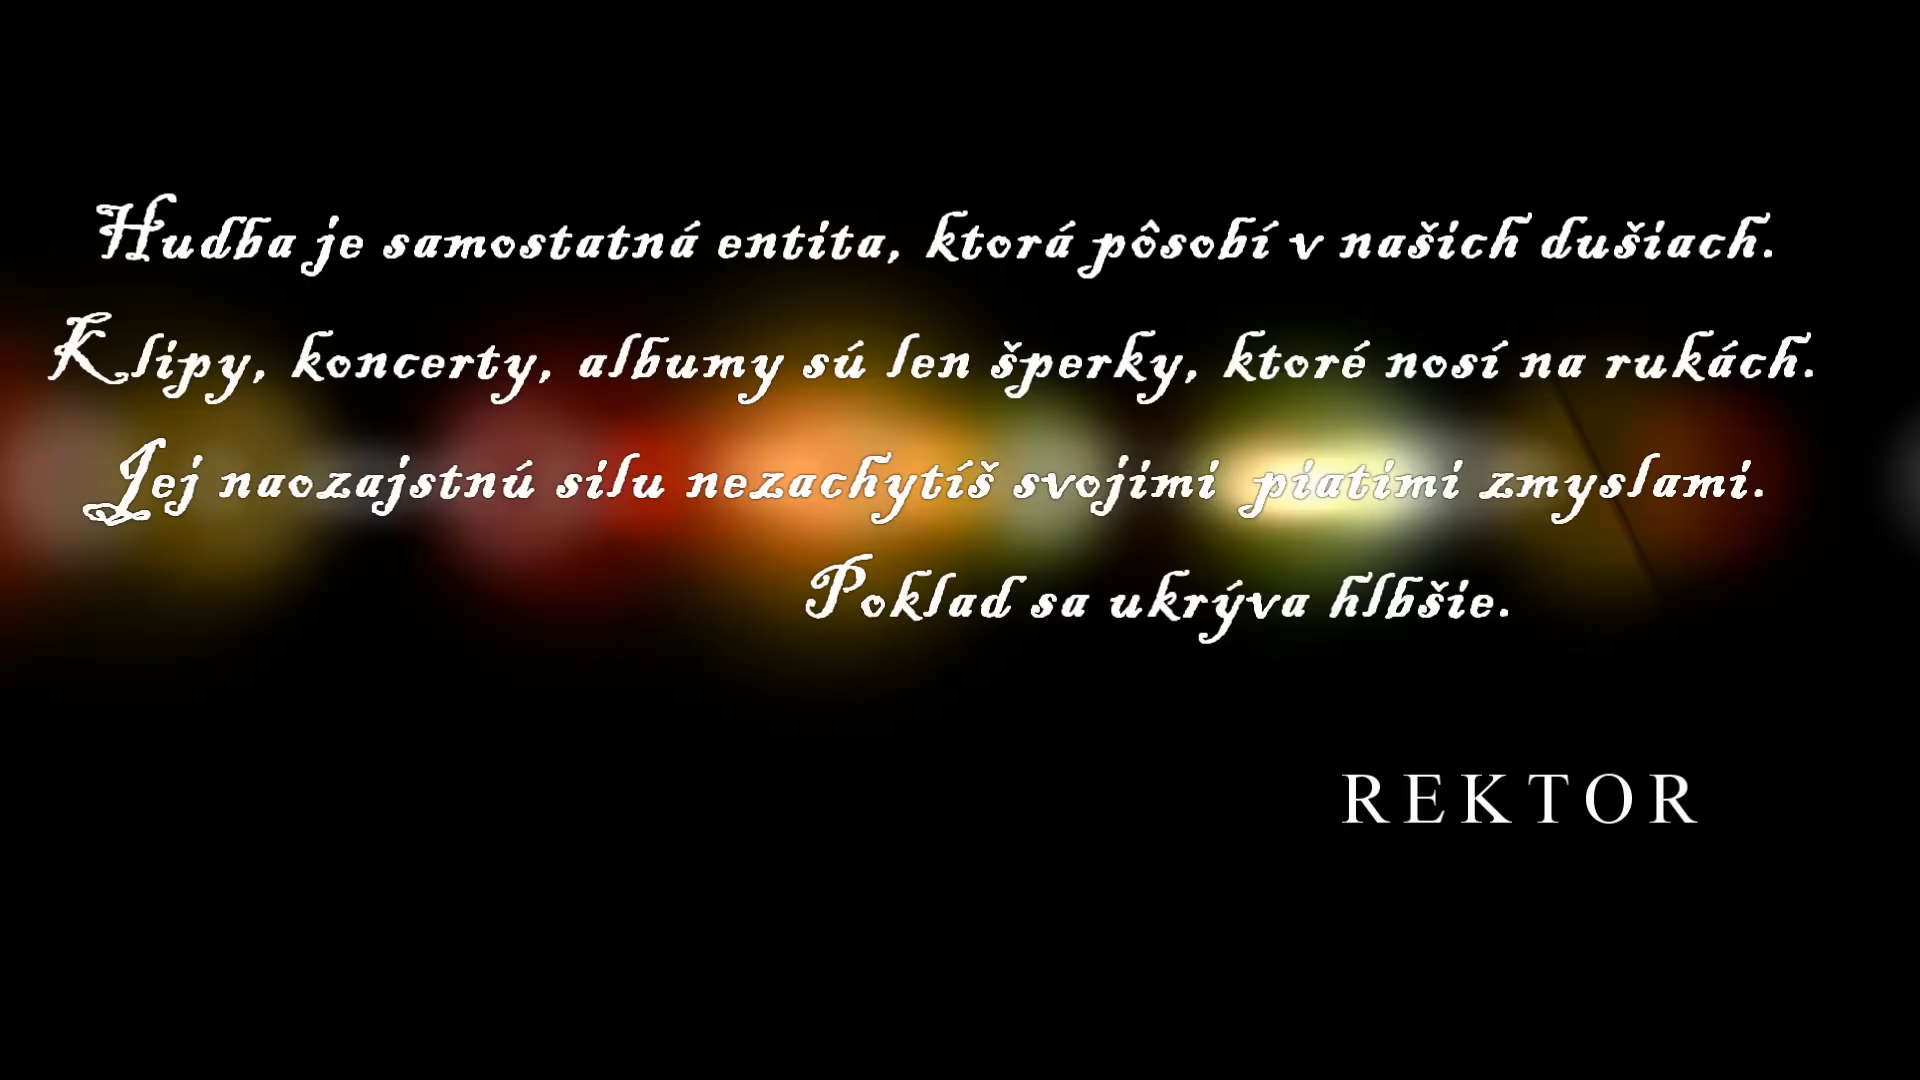 Hudba je samostatná entita, ktorá pôsobí v našich dušiach.
Klipy, koncerty, albumy sú len šperky, ktoré nosí na rukách.
Jej naozajstnú silu nezachytíš svojimi piatimi zmyslami.
Poklad sa ukrýva hlbšie.
REKTOR